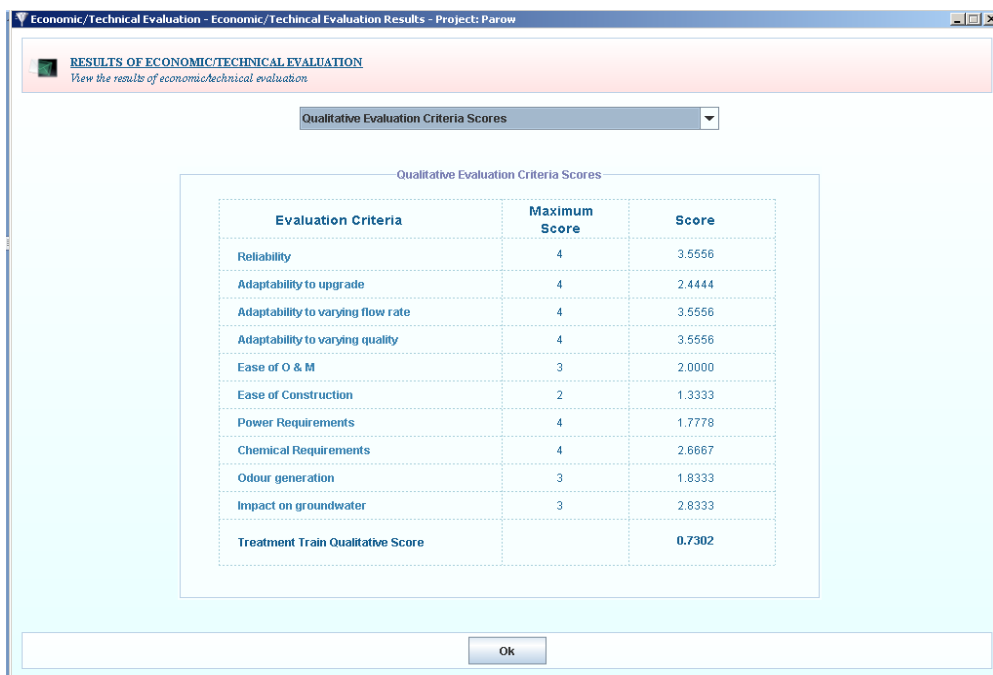 Economic/Technical Evaluation - Economic/Techincal Evaluation Results - Project: Parow
RESULTS OF ECONOMIC/TECHNICAL EVALUATION
View the results of economic/technical evaluation
Qualitative Evaluation Criteria Scores
Qualitative Evaluation Criteria Scores
Evaluation Criteria Maximum Score Score
Reliability 4 3.5556
Adaptability to upgrade 4 2.4444
Adaptability to varying flow rate 4 3.5556
Adaptability to varying quality 4 3.5556
Ease of O & M 3 2.0000
Ease of Construction 2 1.3333
Power Requirements 4 1.7778
Chemical Requirements 4 2.6667
Odour generation 3 1.8333
Impact on groundwater 3 2.8333
Treatment Train Qualitative Score 0.7302
Ok